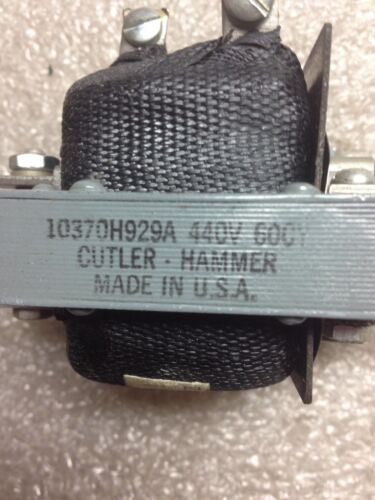 10370H929A 440V 60CY
CUTLER-HAMMER
MADE IN U.S.A.